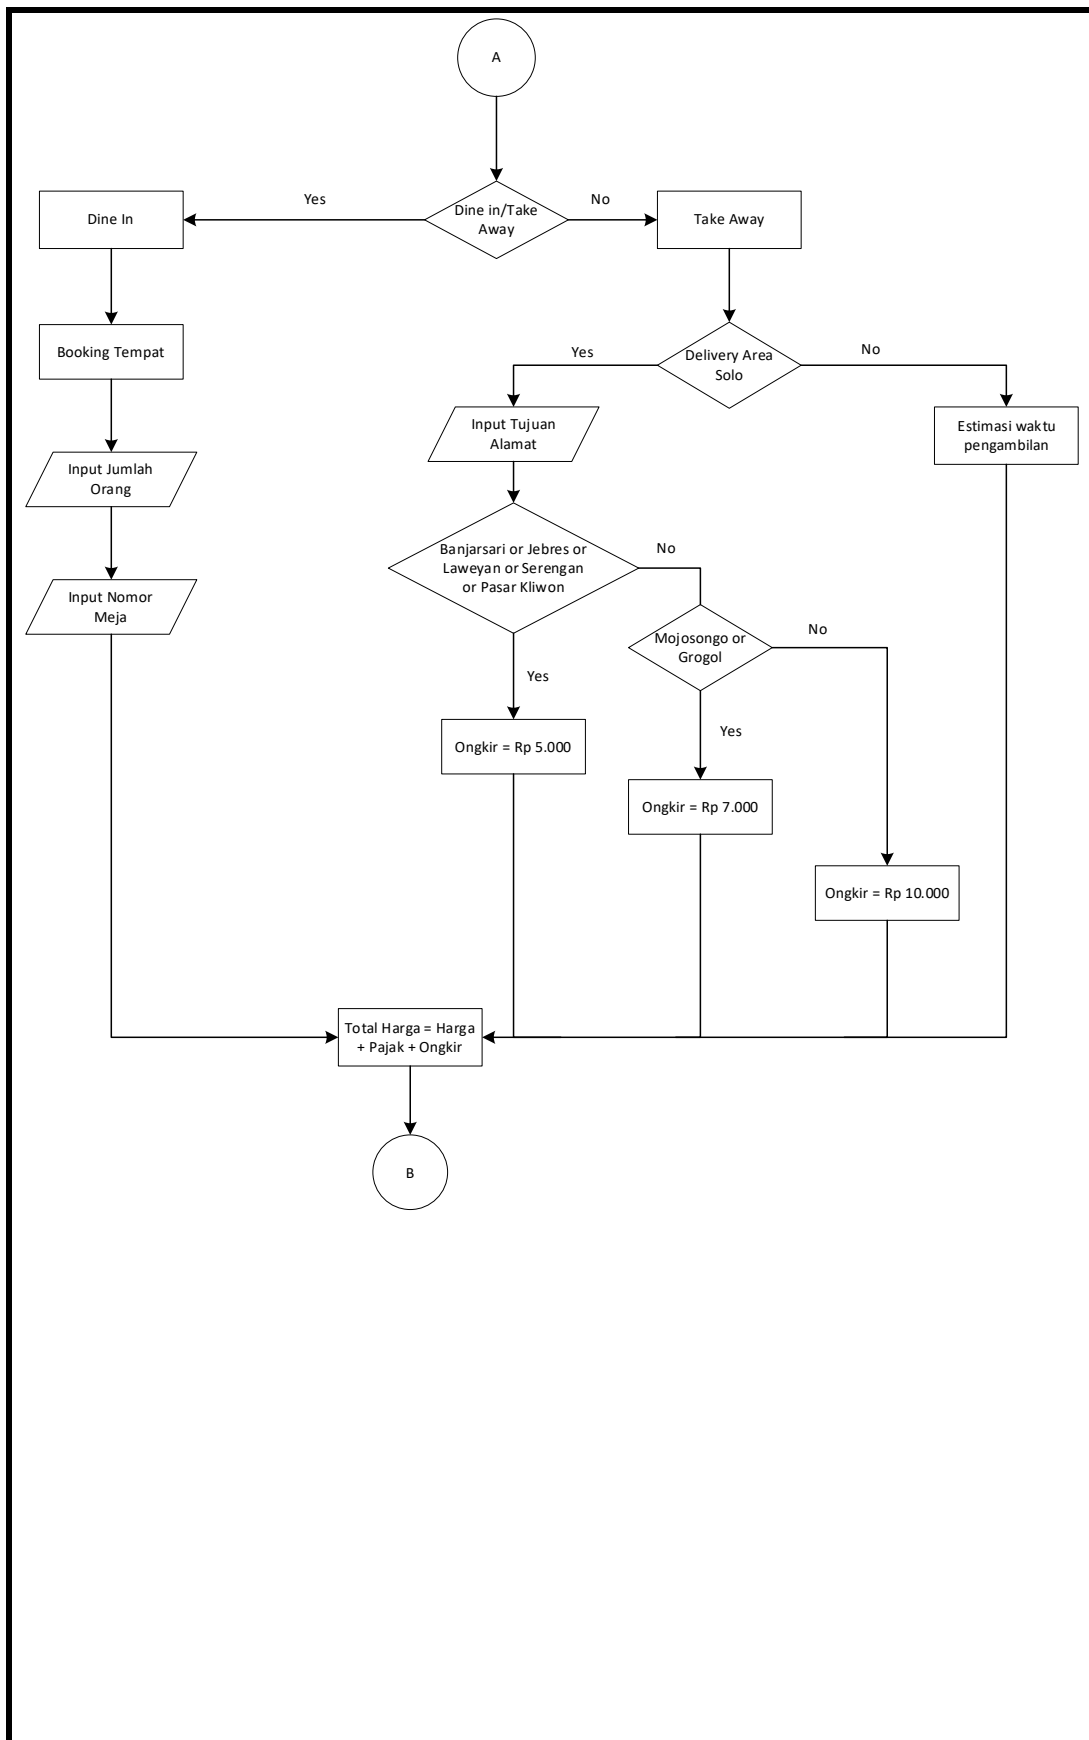 A
Dine in/Take
Away
Yes
No
Dine In
Take Away
Booking Tempat
Delivery Area
Solo
Yes
No
Input Tujuan
Alamat
Estimasi waktu
pengambilan
Input Jumlah
Orang
Banjarsari or Jebres or
Laweyan or Serengan
or Pasar Kliwon
No
Input Nomor
Meja
Mojosongo or
Grogol
No
Yes
Ongkir = Rp 5.000
Yes
Ongkir = Rp 7.000
Ongkir = Rp 10.000
Total Harga = Harga
+ Pajak + Ongkir
B